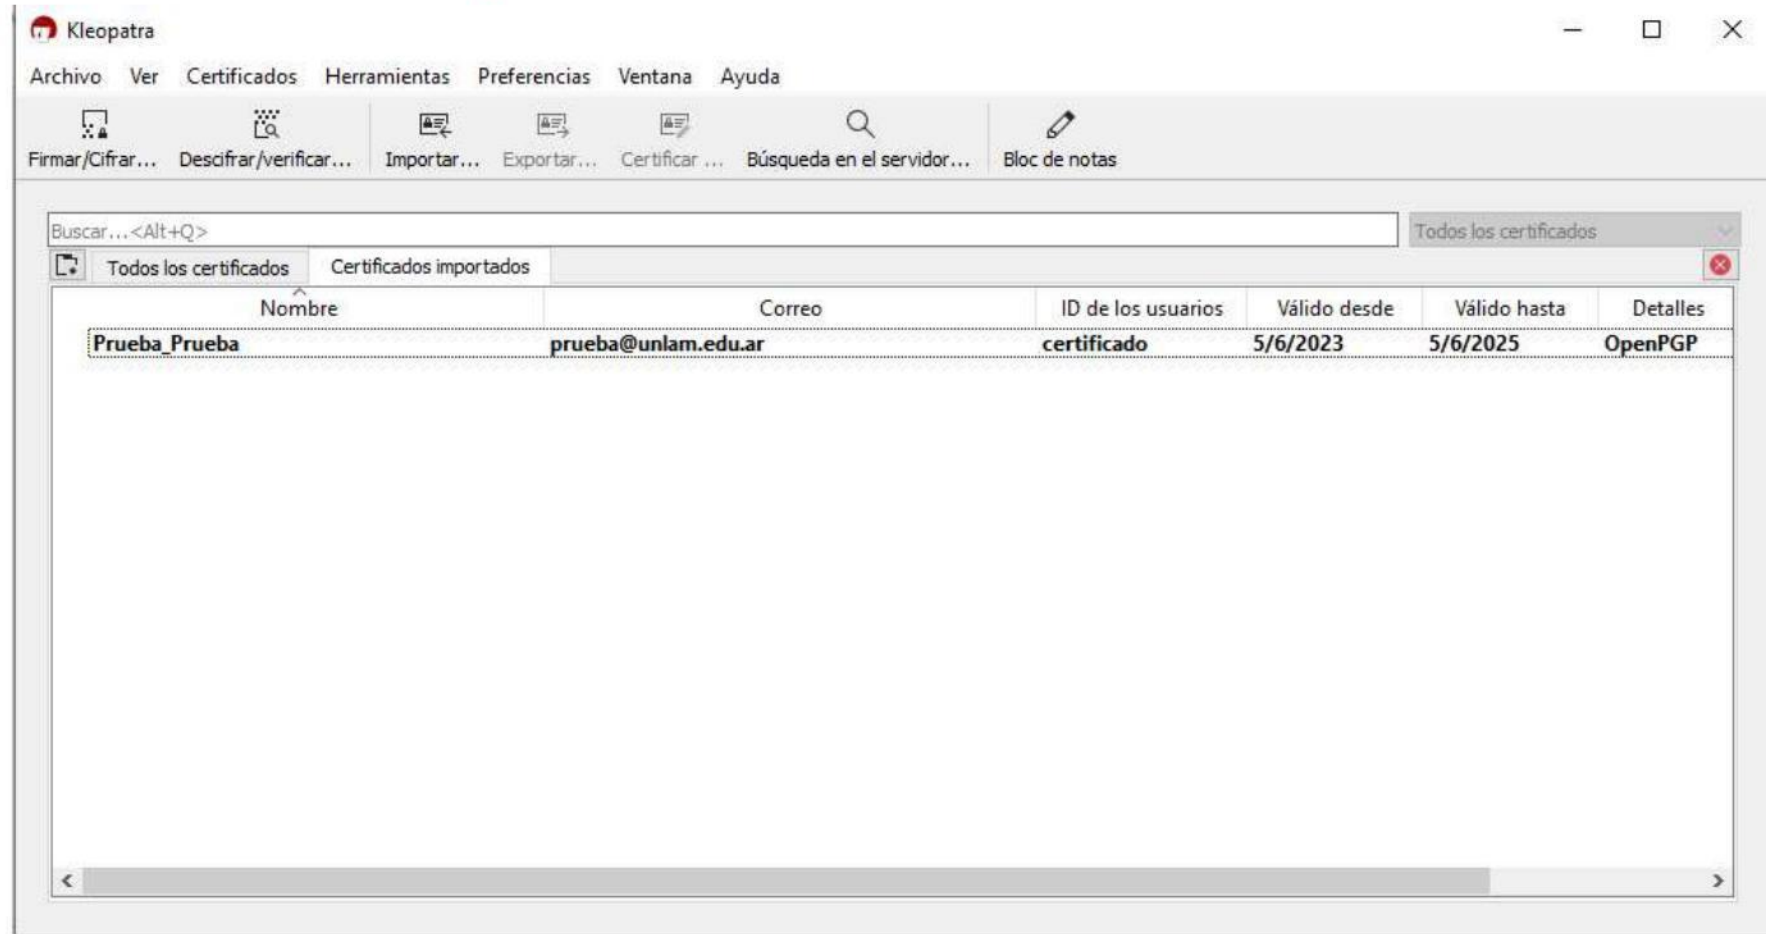 Kleopatra
Archivo Ver Certificados Herramientas Preferencias Ventana Ayuda
Firmar/Cifrar... Descifrar/verificar... Importar... Exportar... Certificar ... Búsqueda en el servidor... Bloc de notas
Buscar...<Alt+Q> Todos los certificados
Todos los certificados Certificados importados
Nombre Correo ID de los usuarios Válido desde Válido hasta Detalles
Prueba_Prueba prueba@unlam.edu.ar certificado 5/6/2023 5/6/2025 OpenPGP